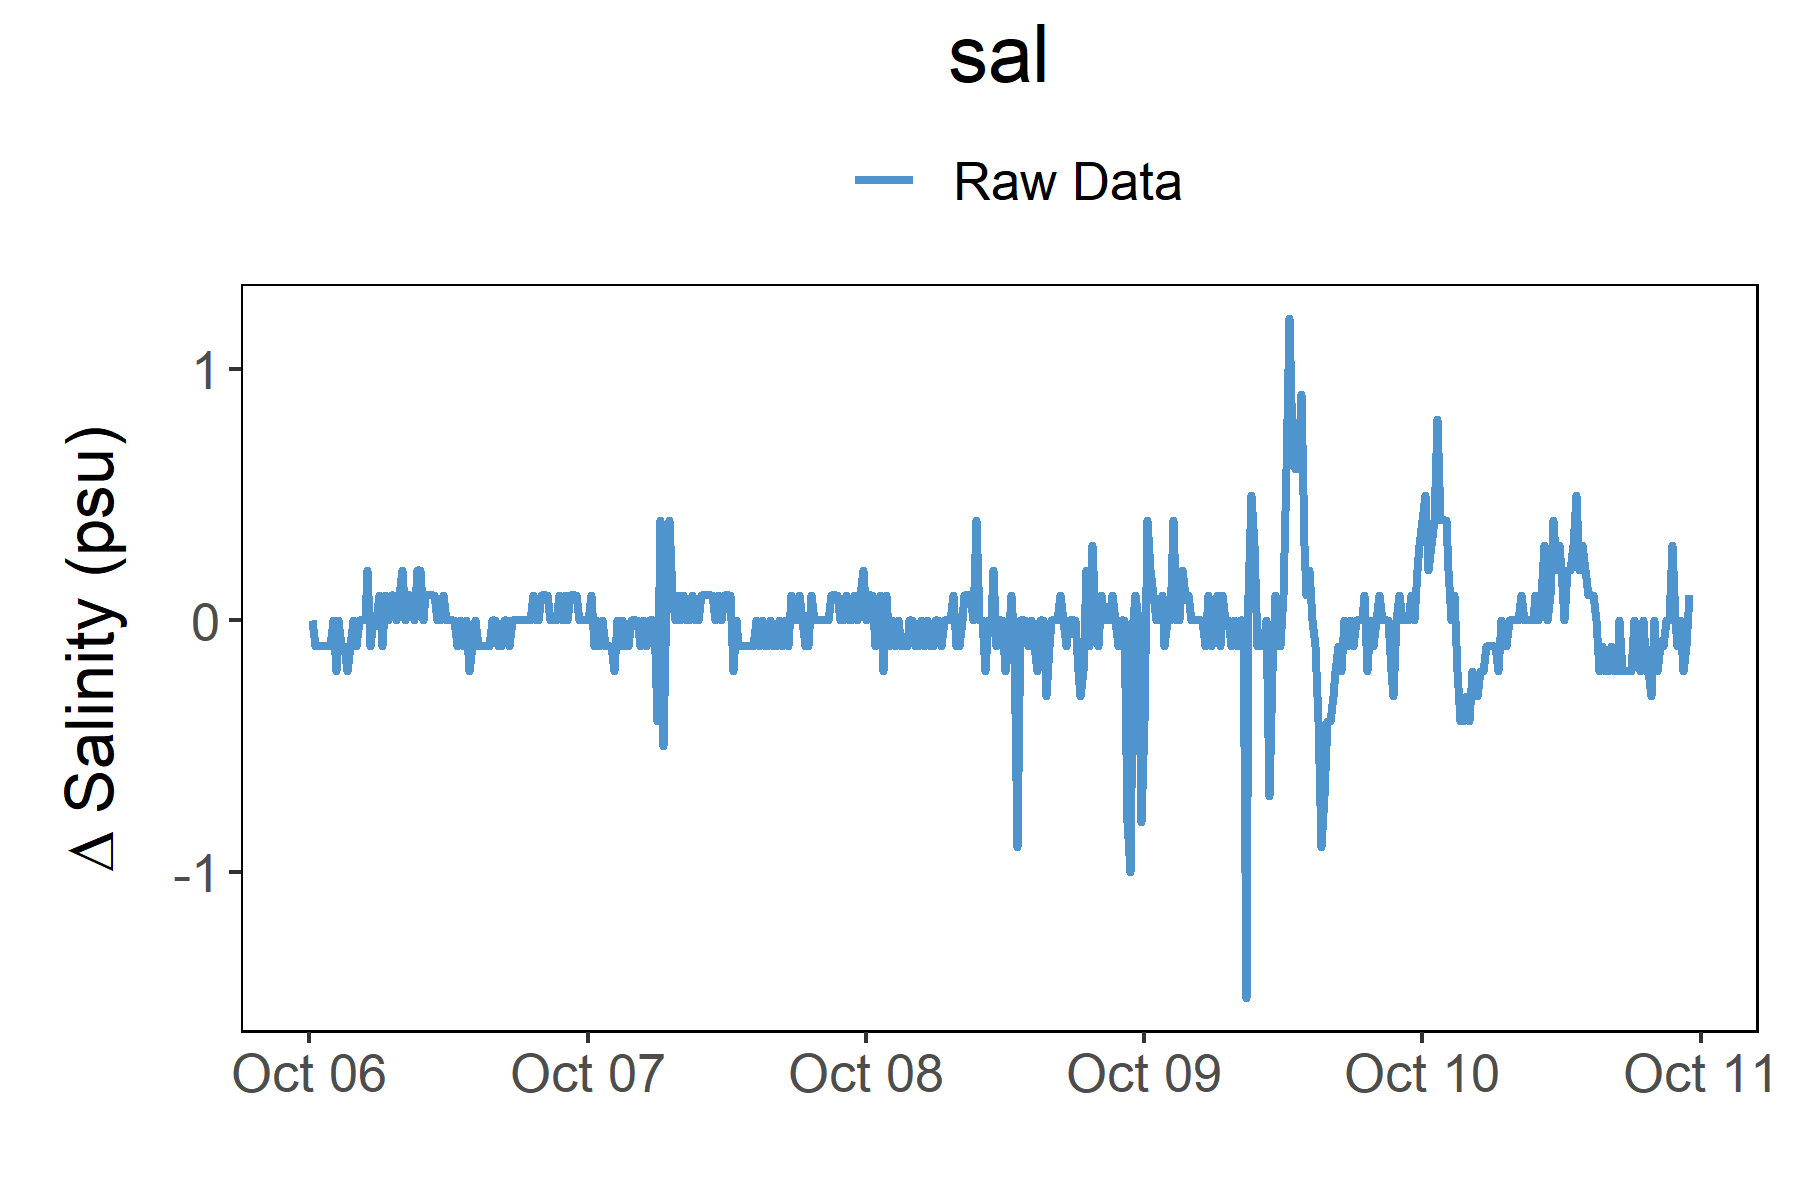 sal
Raw Data
Δ Salinity (psu)
1
0
-1
Oct 06
Oct 07
Oct 08
Oct 09
Oct 10
Oct 11